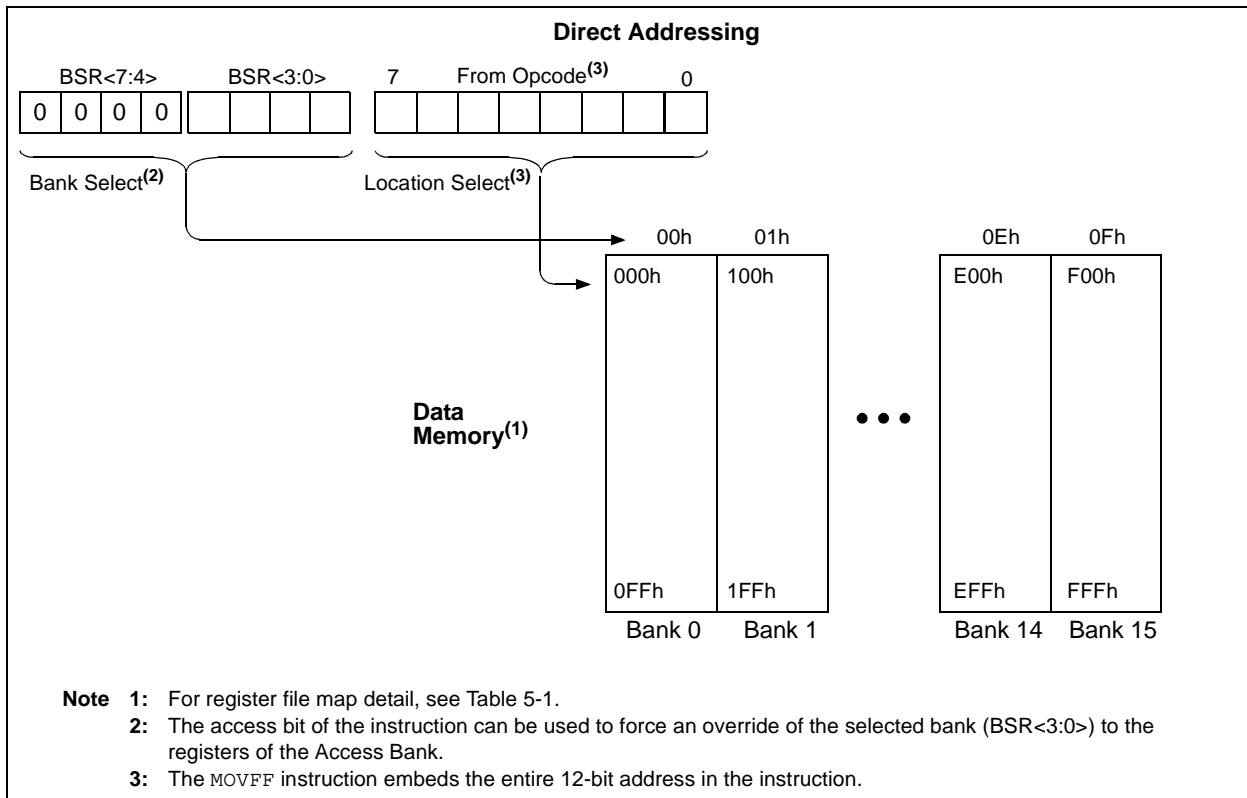 Direct Addressing
BSR<7:4> BSR<3:0> 7 From Opcode(3) 0
0 0 0 0
Bank Select(2) Location Select(3)
00h 01h 0Eh 0Fh
000h 100h E00h F00h
Data
Memory(1)
0FFh 1FFh EFFh FFFh
Bank 0 Bank 1 Bank 14 Bank 15
Note 1: For register file map detail, see Table 5-1.
2: The access bit of the instruction can be used to force an override of the selected bank (BSR<3:0>) to the
registers of the Access Bank.
3: The MOVFF instruction embeds the entire 12-bit address in the instruction.